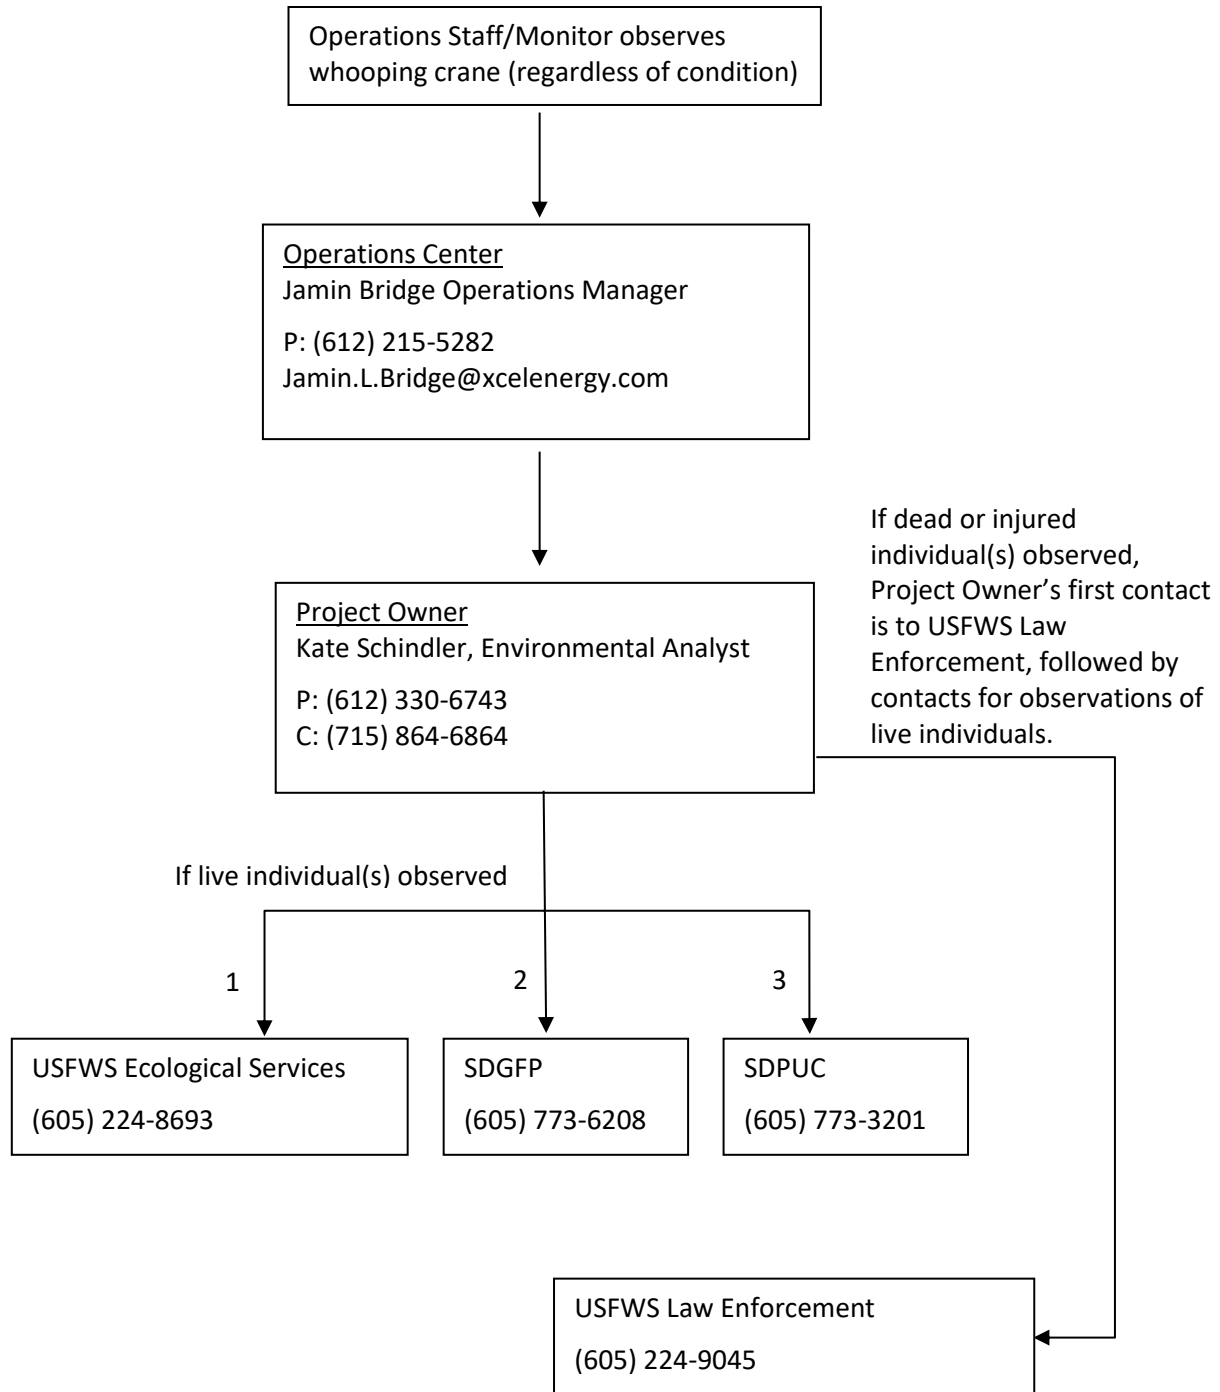 Operations Staff/Monitor observes
whooping crane (regardless of condition)
Operations Center
Jamin Bridge Operations Manager
P: (612) 215-5282
Jamin.L.Bridge@xcelenergy.com
If dead or injured
individual(s) observed,
Project Owner’s first contact
is to USFWS Law
Enforcement, followed by
contacts for observations of
live individuals.
Project Owner
Kate Schindler, Environmental Analyst
P: (612) 330-6743
C: (715) 864-6864
If live individual(s) observed
1
2
3
USFWS Ecological Services
(605) 224-8693
SDGFP
(605) 773-6208
SDPUC
(605) 773-3201
USFWS Law Enforcement
(605) 224-9045